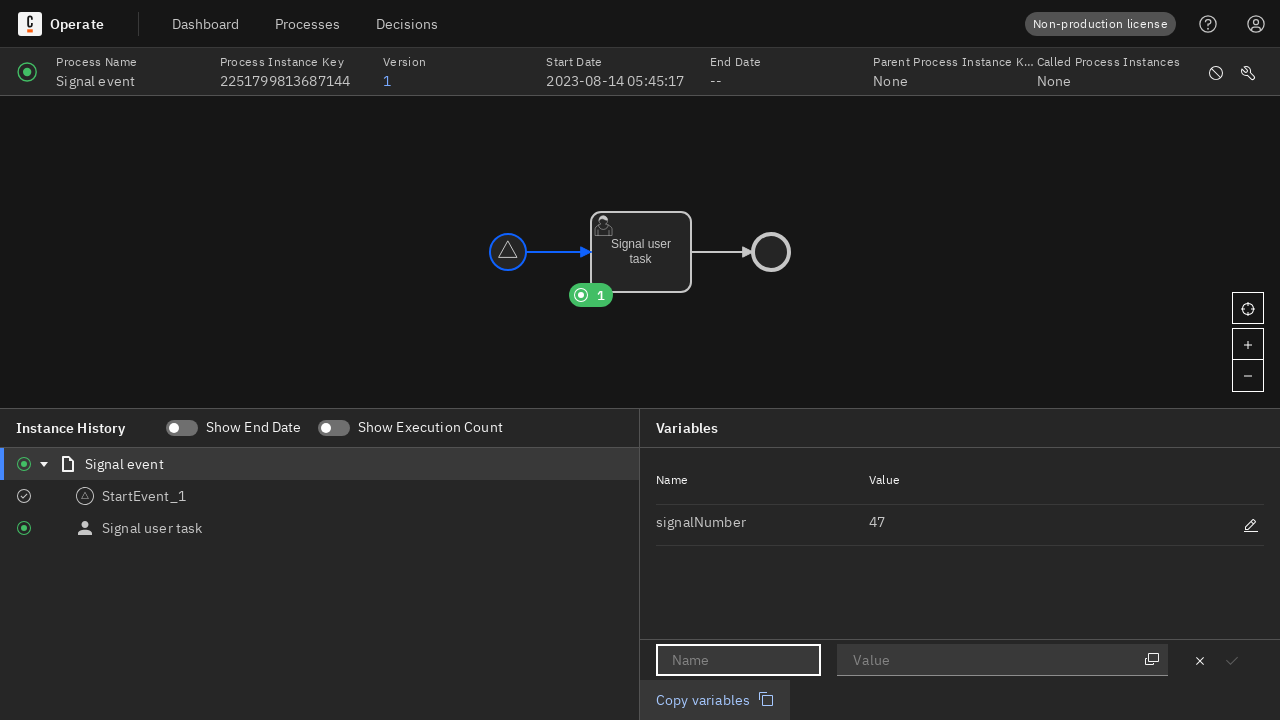 Operate
Dashboard
Processes
Decisions
Non-production license
Process Name
Signal event
Process Instance Key
2251799813687144
Version
1
Start Date
2023-08-14 05:45:17
End Date
--
Parent Process Instance K...
None
Called Process Instances
None
Signal user
task
1
Instance History
Show End Date
Show Execution Count
Signal event
StartEvent_1
Signal user task
Variables
Name
Value
signalNumber
47
Name
Value
Copy variables